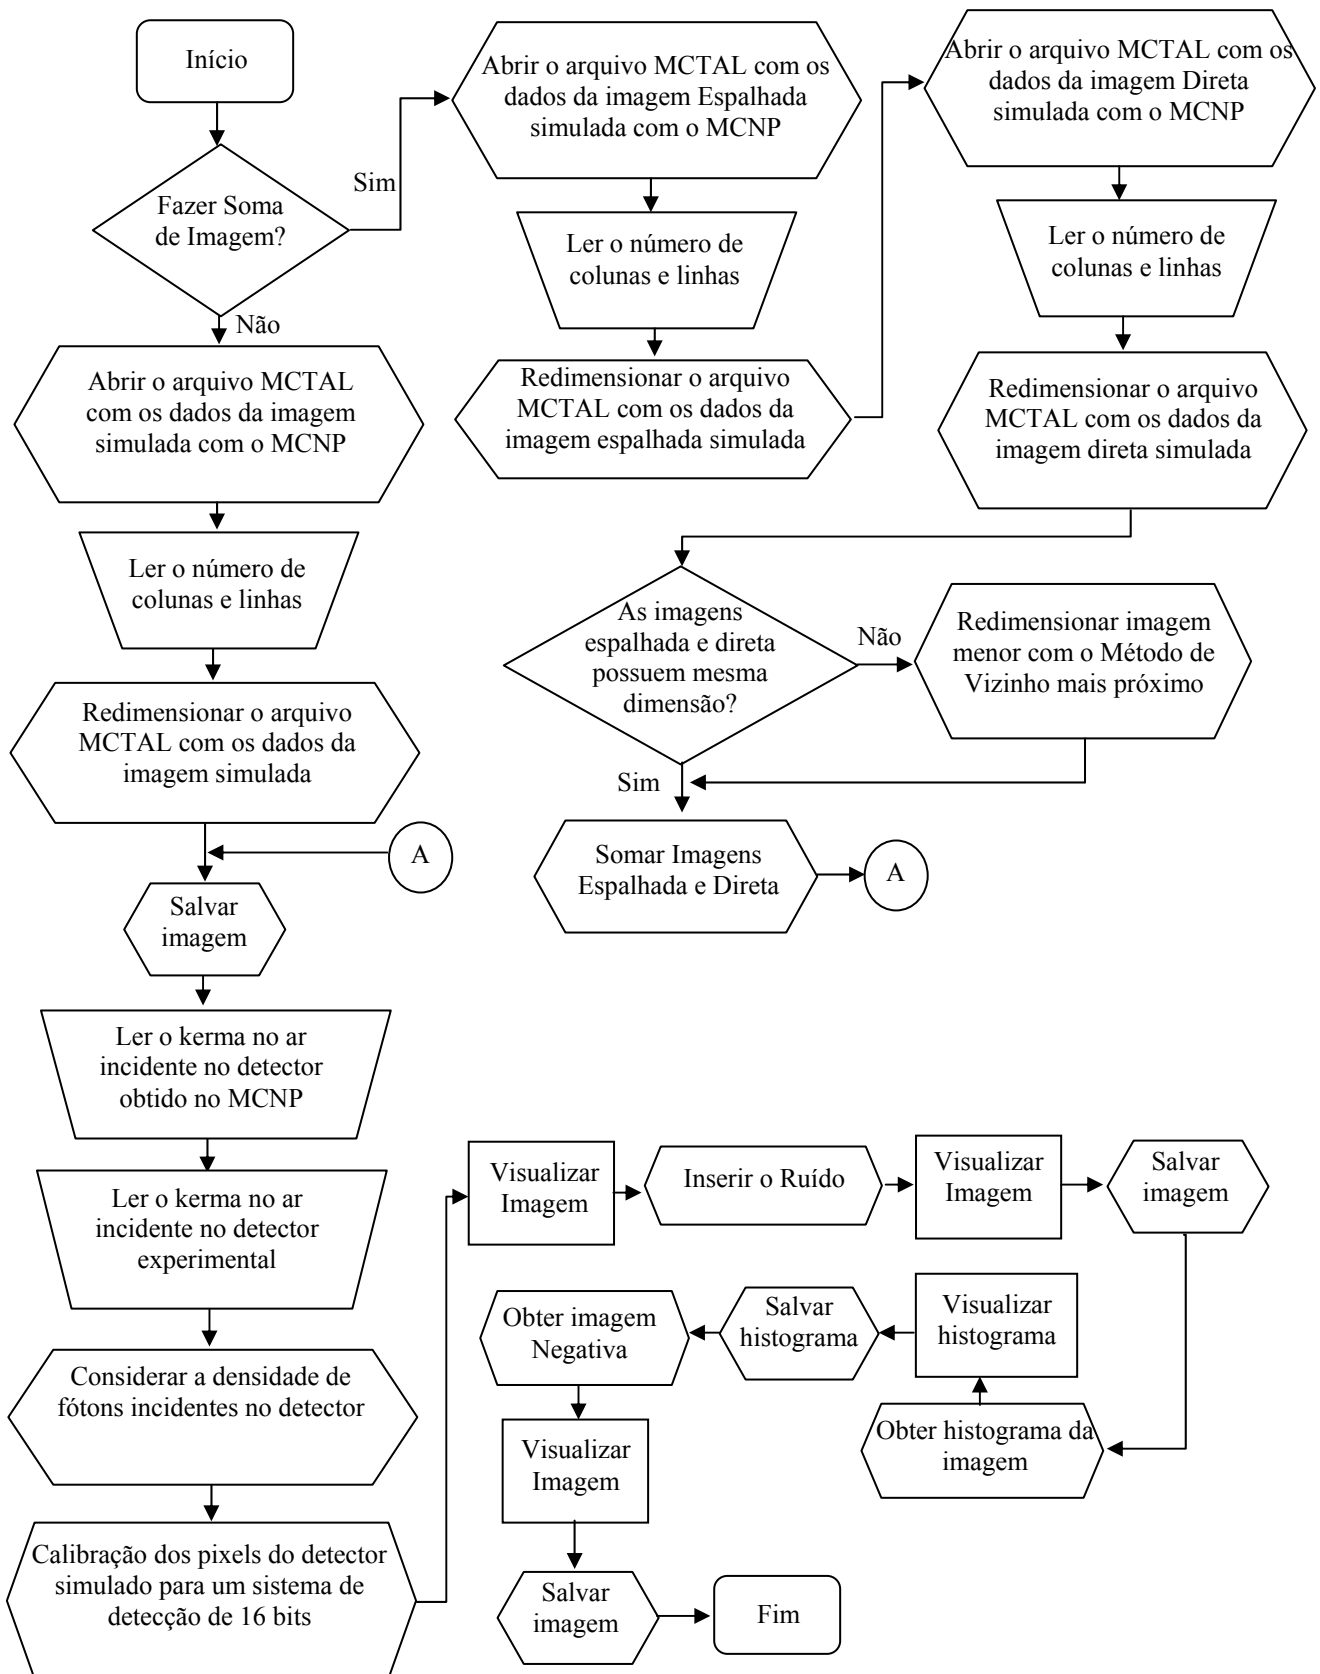 Início
Fazer Soma
de Imagem?
Sim
Não
Abrir o arquivo MCTAL com os
dados da imagem Espalhada
simulada com o MCNP
Ler o número de
colunas e linhas
Redimensionar o arquivo
MCTAL com os dados da
imagem espalhada simulada
Abrir o arquivo MCTAL com os
dados da imagem Direta
simulada com o MCNP
Ler o número de
colunas e linhas
Redimensionar o arquivo
MCTAL com os dados da
imagem direta simulada
As imagens
espalhada e direta
possuem mesma
dimensão?
Não
Redimensionar imagem
menor com o Método de
Vizinho mais próximo
Sim
Somar Imagens
Espalhada e Direta
A
Abrir o arquivo MCTAL
com os dados da imagem
simulada com o MCNP
Ler o número de
colunas e linhas
Redimensionar o arquivo
MCTAL com os dados da
imagem simulada
A
Salvar
imagem
Ler o kerma no ar
incidente no detector
obtido no MCNP
Ler o kerma no ar
incidente no detector
experimental
Considerar a densidade de
fótons incidentes no detector
Calibração dos pixels do detector
simulado para um sistema de
detecção de 16 bits
Visualizar
Imagem
Inserir o Ruído
Visualizar
Imagem
Salvar
imagem
Obter histograma da
imagem
Visualizar
histograma
Salvar
histograma
Obter imagem
Negativa
Visualizar
Imagem
Salvar
imagem
Fim